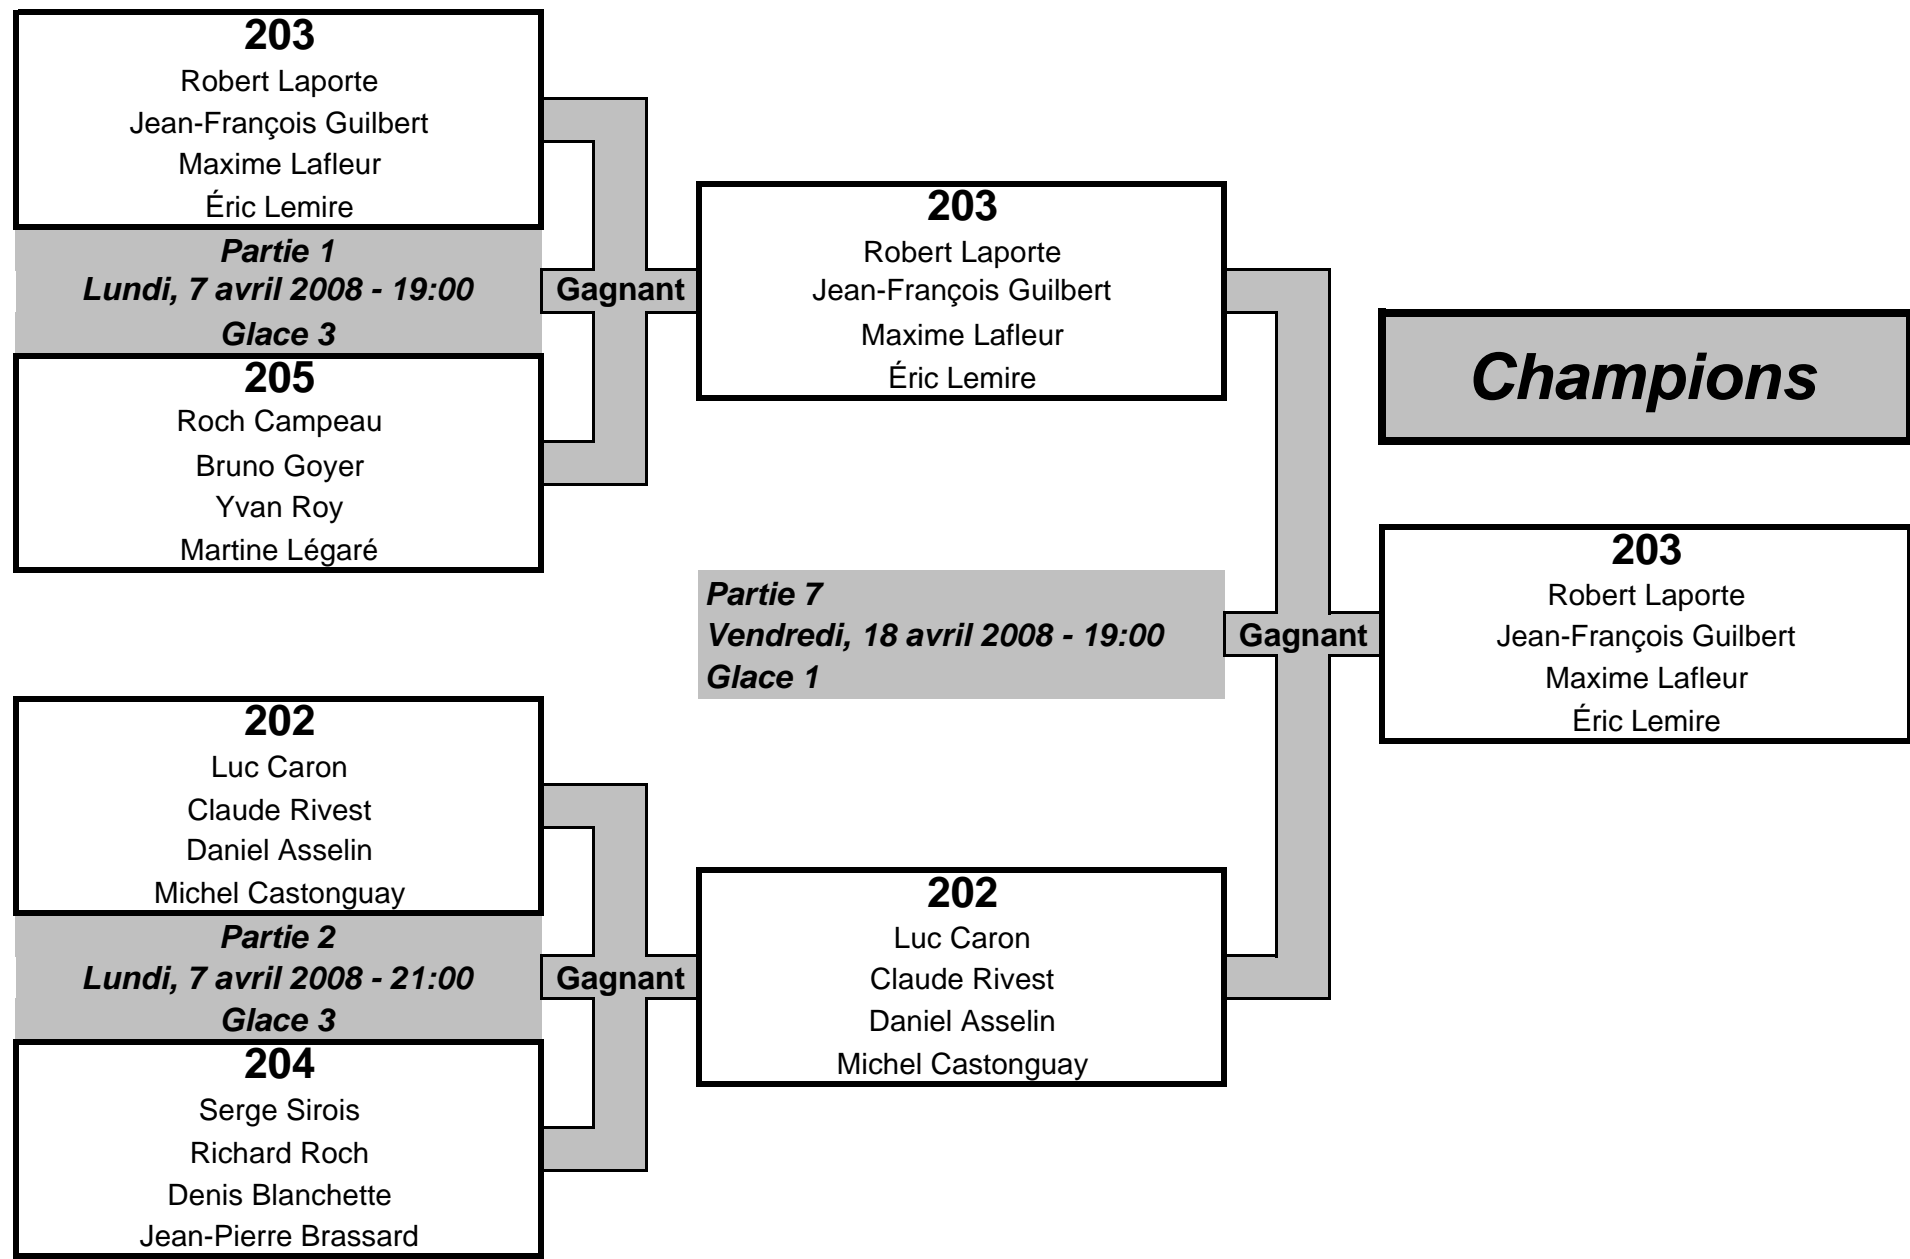 203
Robert Laporte
Jean-François Guilbert
Maxime Lafleur
Éric Lemire
Partie 1
Lundi, 7 avril 2008 - 19:00
Glace 3
Gagnant
205
Roch Campeau
Bruno Goyer
Yvan Roy
Martine Légaré
203
Robert Laporte
Jean-François Guilbert
Maxime Lafleur
Éric Lemire
202
Luc Caron
Claude Rivest
Daniel Asselin
Michel Castonguay
Partie 2
Lundi, 7 avril 2008 - 21:00
Glace 3
Gagnant
204
Serge Sirois
Richard Roch
Denis Blanchette
Jean-Pierre Brassard
202
Luc Caron
Claude Rivest
Daniel Asselin
Michel Castonguay
Partie 7
Vendredi, 18 avril 2008 - 19:00
Glace 1
Gagnant
Champions
203
Robert Laporte
Jean-François Guilbert
Maxime Lafleur
Éric Lemire